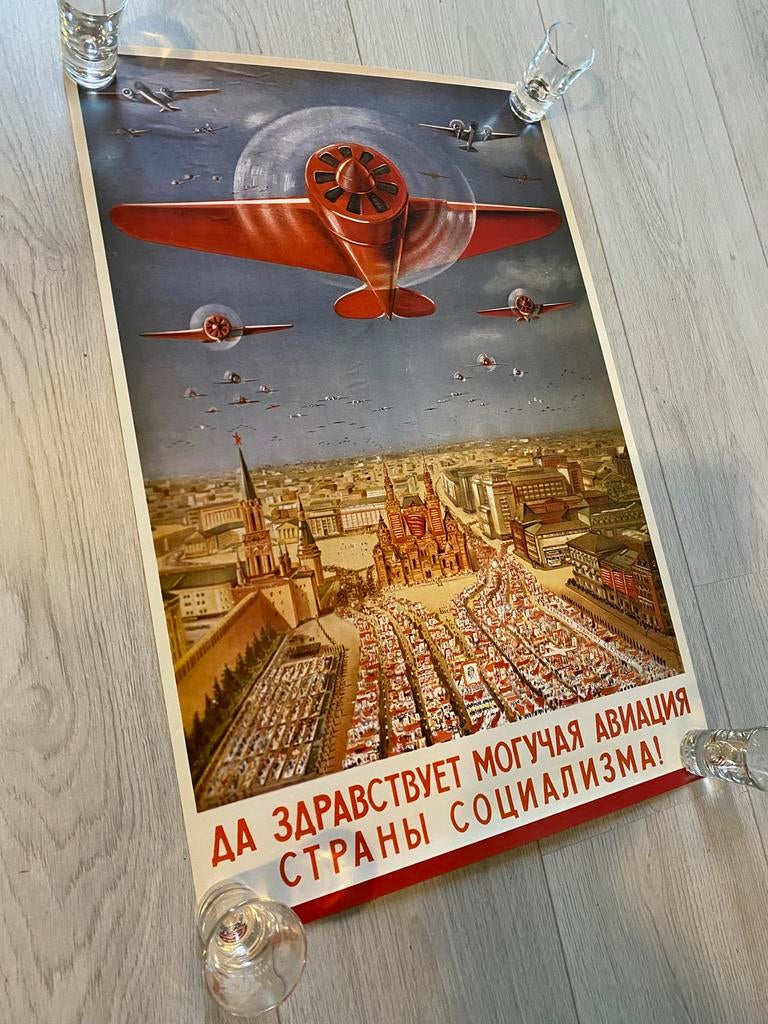 ДА ЗДРАВСТВУЕТ МОГУЧАЯ АВИАЦИЯ
СТРАНЫ СОЦИАЛИЗМА!